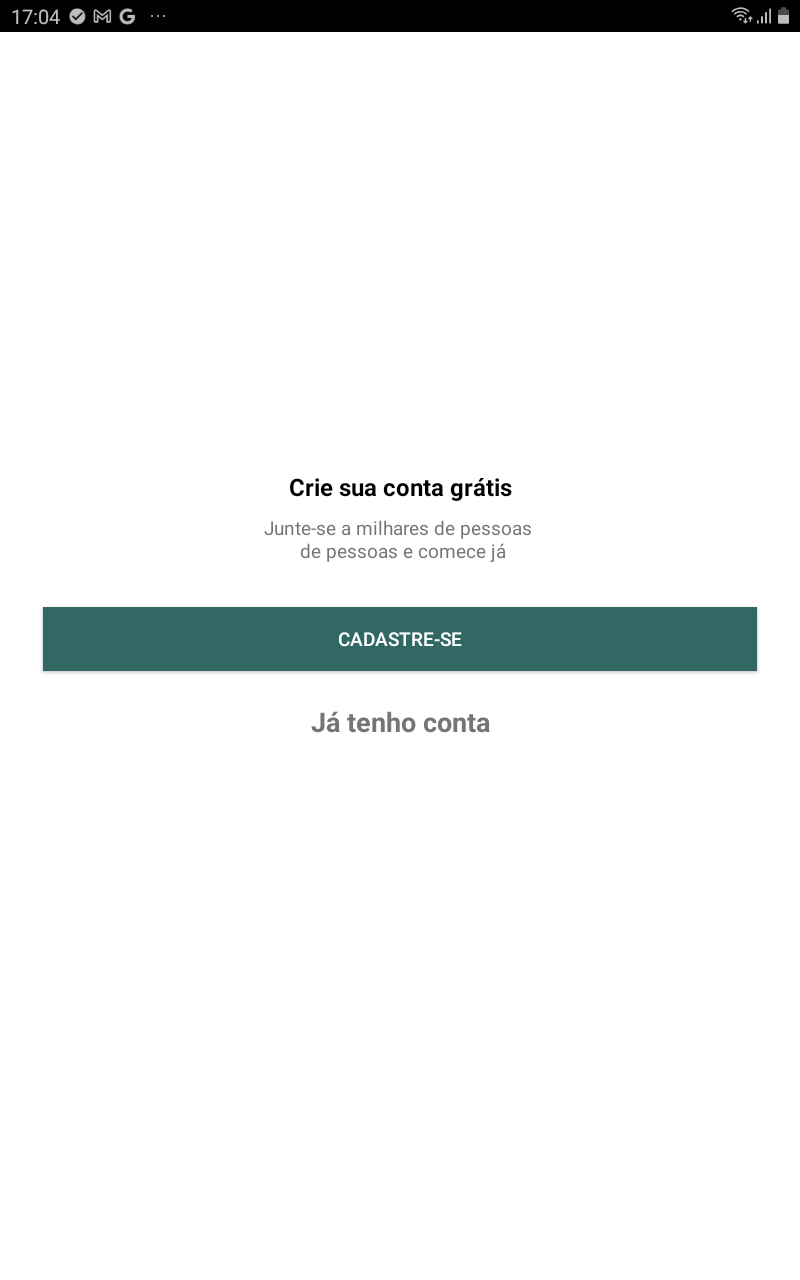 17:04
Crie sua conta grátis
Junte-se a milhares de pessoas
de pessoas e comece já
CADASTRE-SE
Já tenho conta